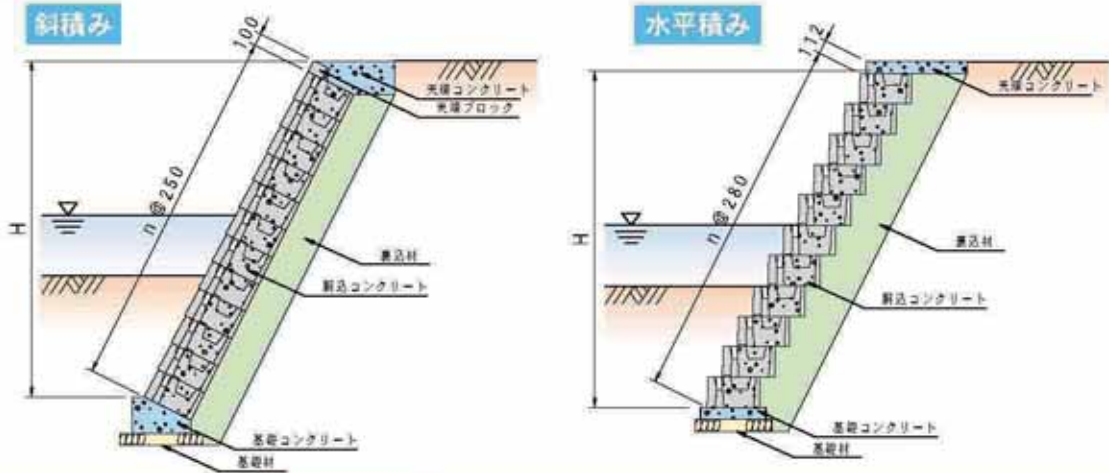 斜積み
100
天端コンクリート
天端ブロック
n@250
H
裏込材
胴込コンクリート
基礎コンクリート
基礎材
水平積み
112
天端コンクリート
n@280
H
裏込材
胴込コンクリート
基礎コンクリート
基礎材